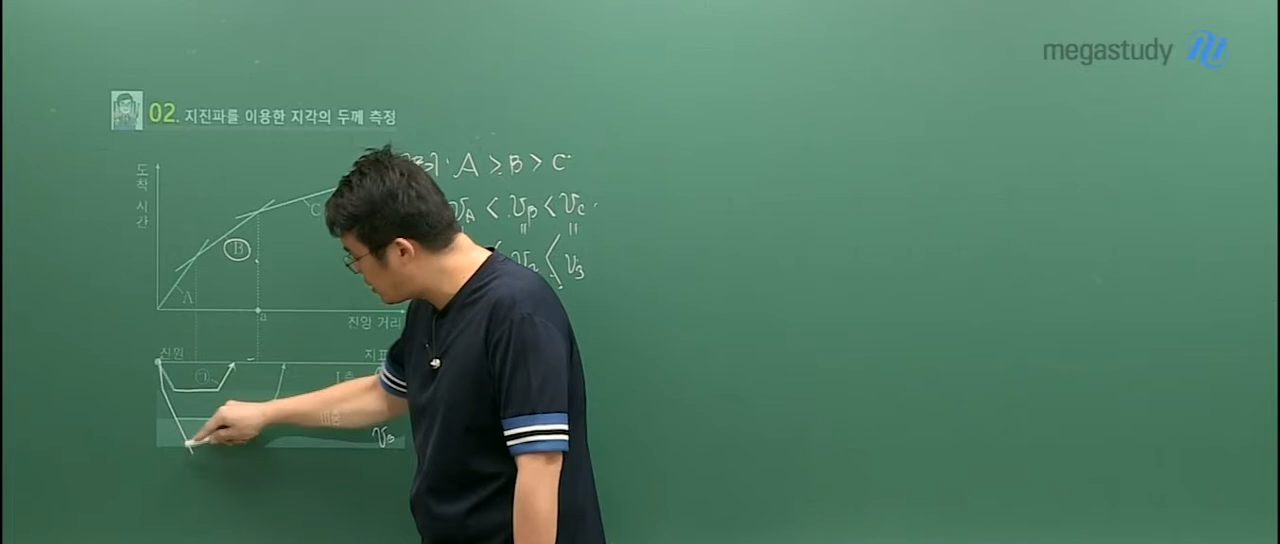 megastudy
02. 지진파를 이용한 지각의 두께 측정
도착 시간
A > B > C
C
v_A < v_B < v_C
B
v_2 < v_3
A
a
진앙 거리
진원
지표
㉠
I 층
v_3